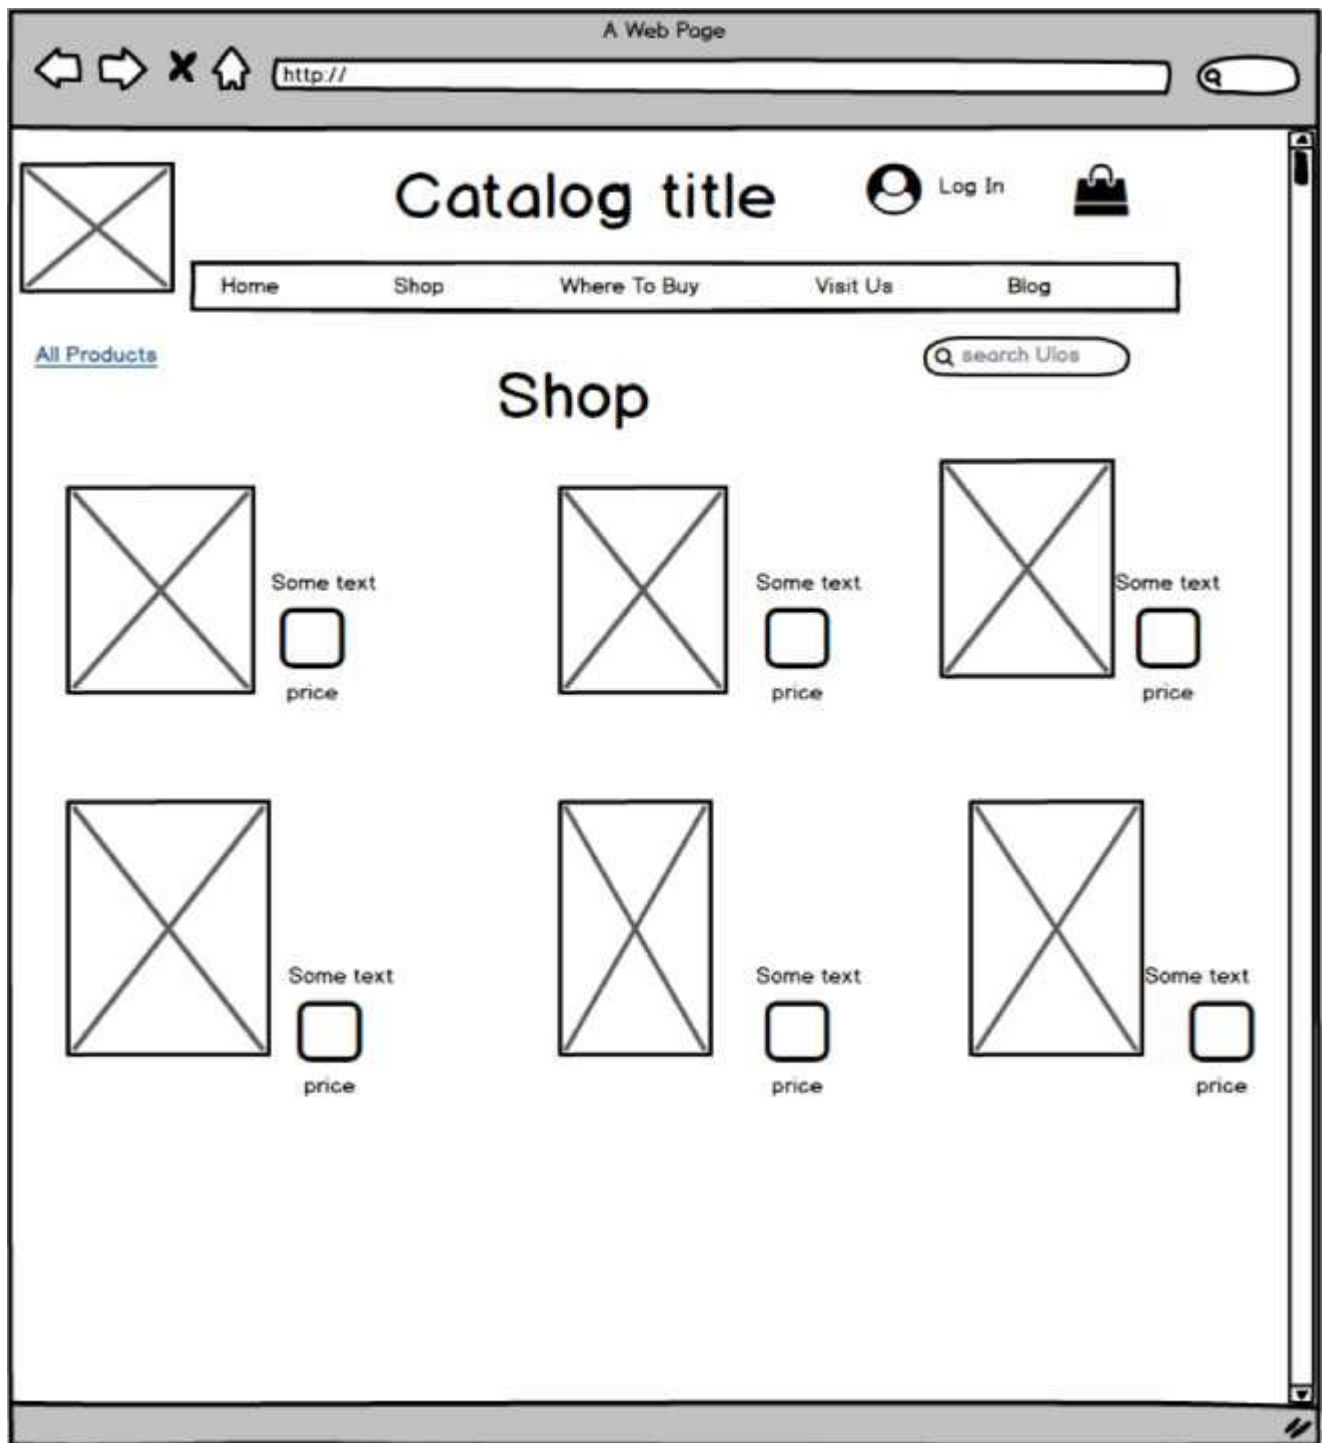 A Web Page
http://
Catalog title
Log In
Home Shop Where To Buy Visit Us Blog
All Products
search Ulos
Shop
Some text Some text Some text
price price price
Some text Some text Some text
price price price